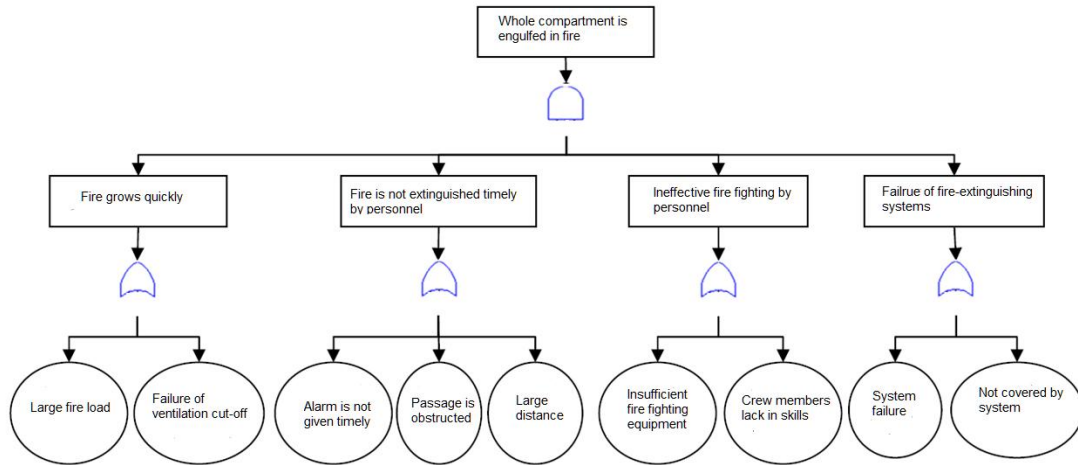 Whole compartment is
engulfed in fire
Fire grows quickly
Fire is not extinguished timely
by personnel
Ineffective fire fighting by
personnel
Failrue of fire-extinguishing
systems
Large fire load
Failure of
ventilation cut-off
Alarm is not
given timely
Passage is
obstructed
Large
distance
Insufficient
fire fighting
equipment
Crew members
lack in skills
System
failure
Not covered by
system